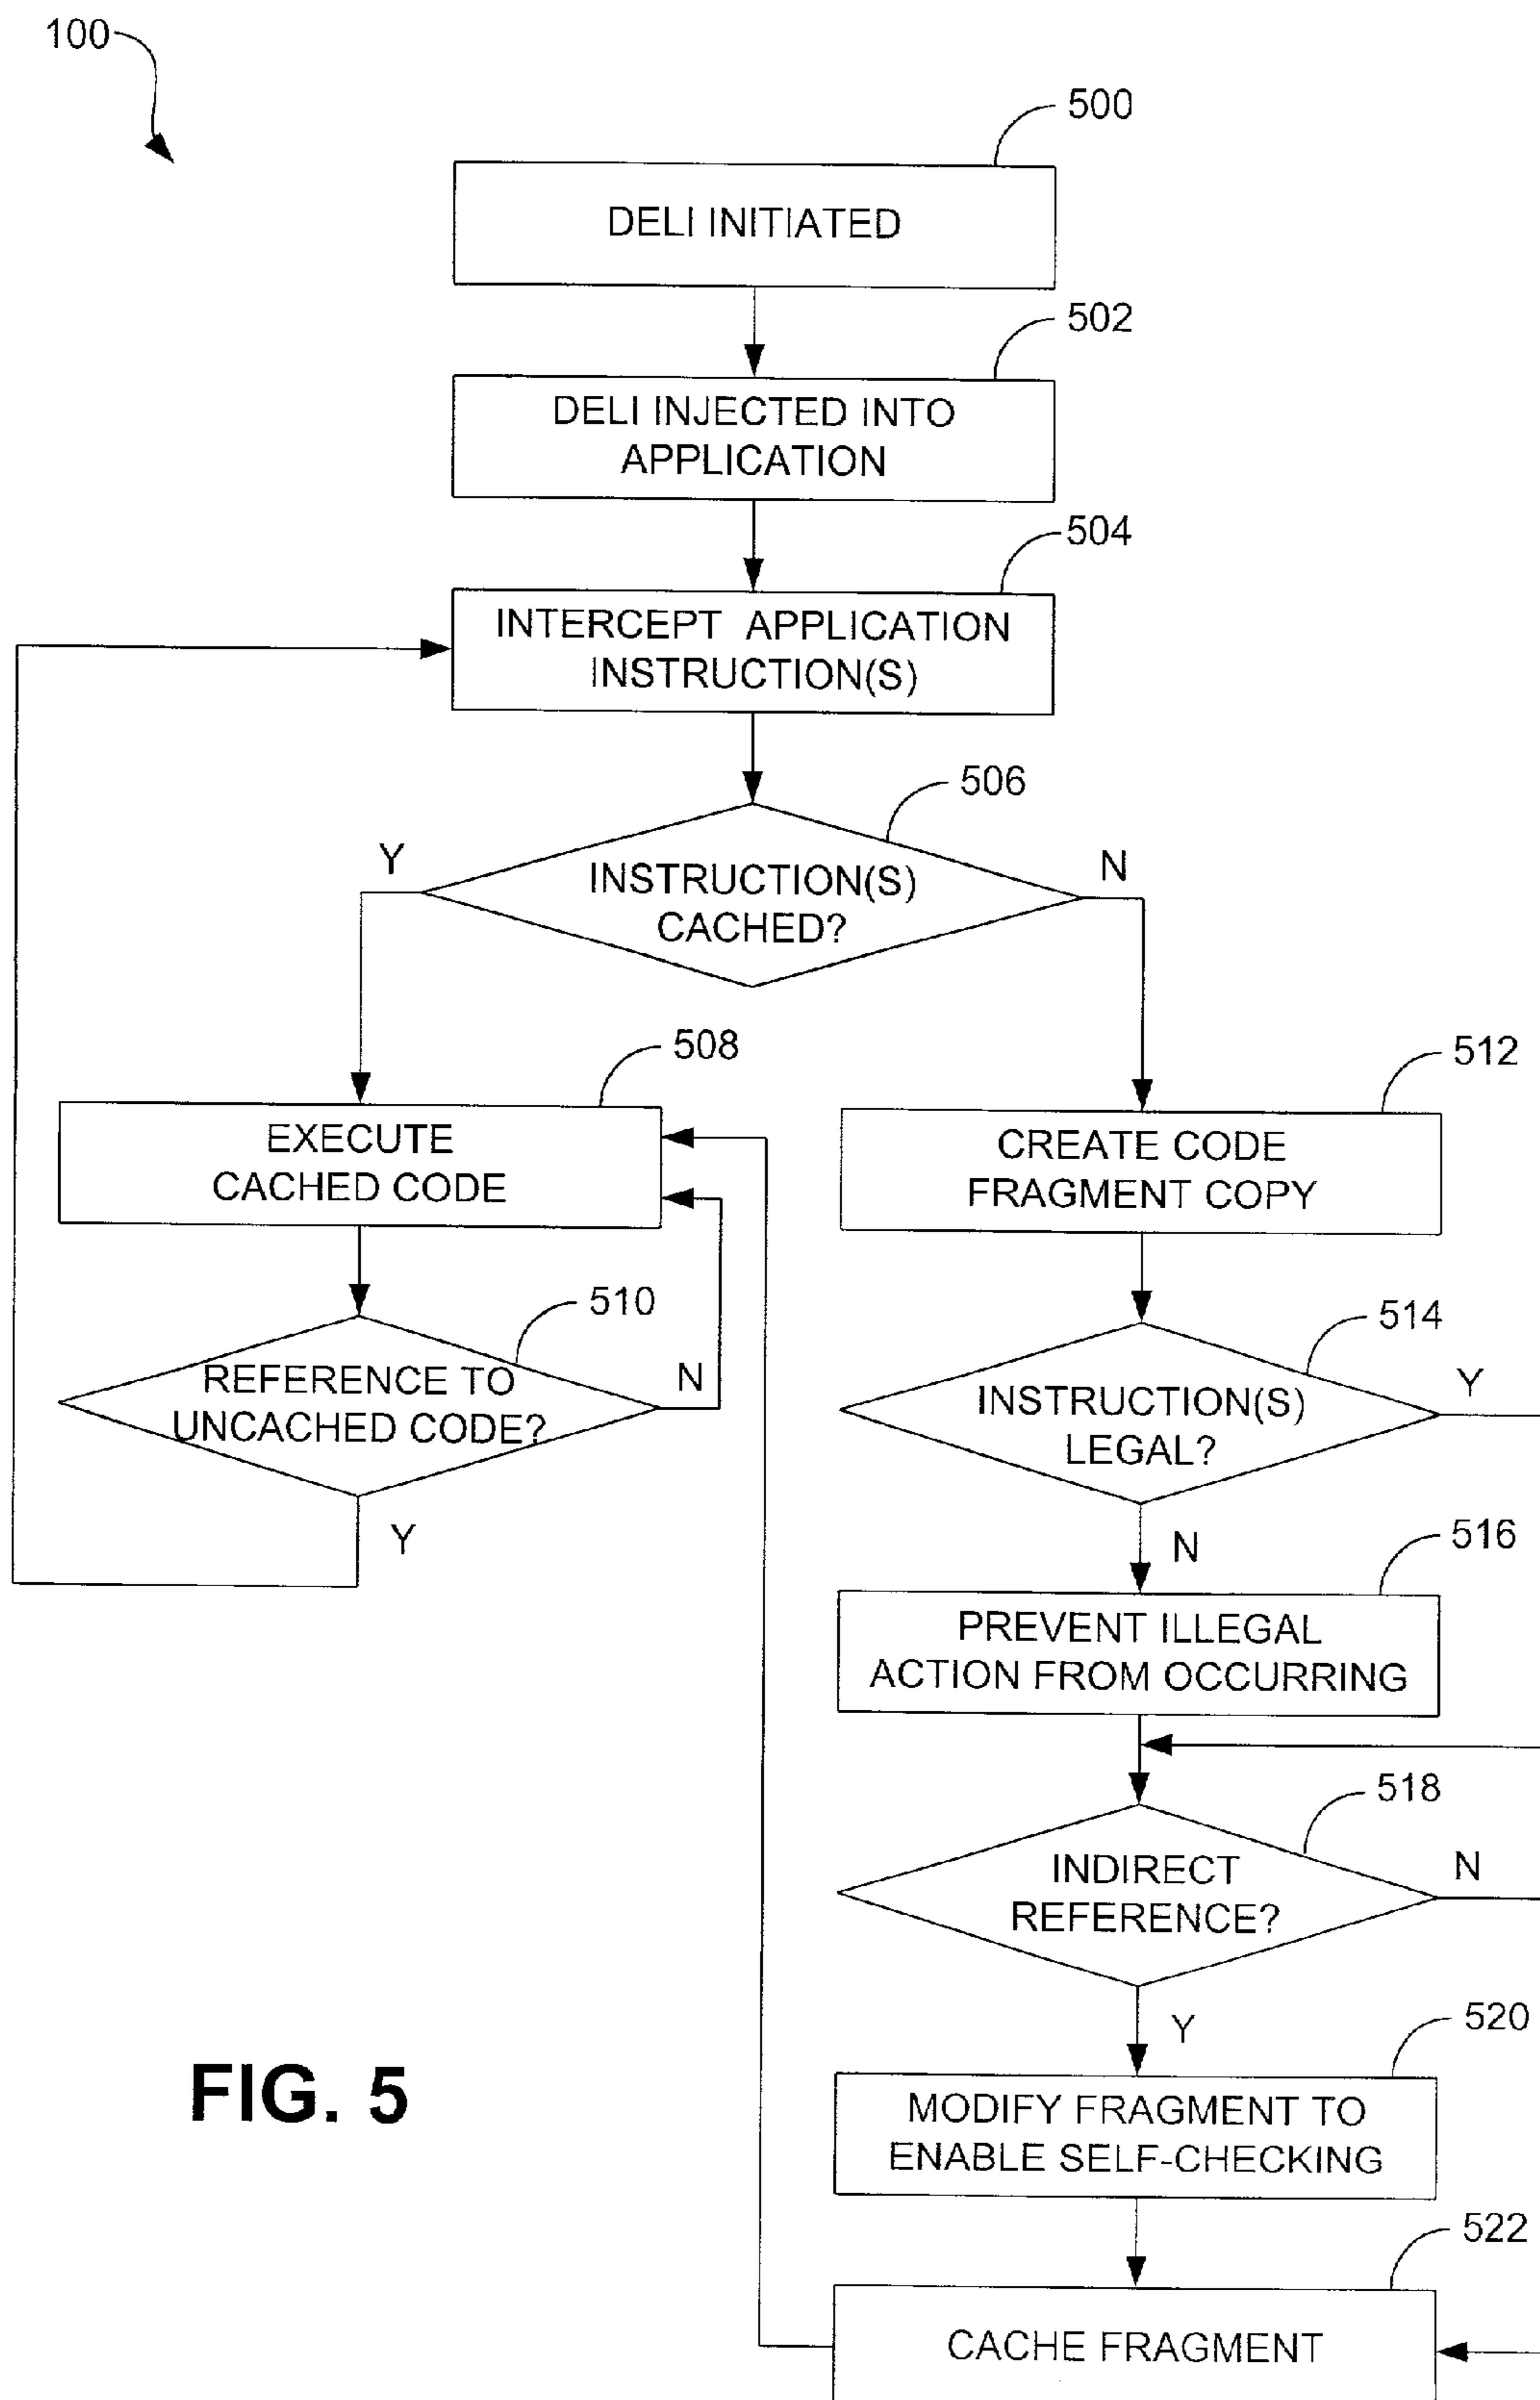 100
500
DELI INITIATED
502
DELI INJECTED INTO
APPLICATION
504
INTERCEPT APPLICATION
INSTRUCTION(S)
506
Y
INSTRUCTION(S)
CACHED?
N
508
EXECUTE
CACHED CODE
512
CREATE CODE
FRAGMENT COPY
510
REFERENCE TO
UNCACHED CODE?
N
Y
514
INSTRUCTION(S)
LEGAL?
Y
N
516
PREVENT ILLEGAL
ACTION FROM OCCURRING
518
INDIRECT
REFERENCE?
N
Y
520
MODIFY FRAGMENT TO
ENABLE SELF-CHECKING
522
CACHE FRAGMENT
FIG. 5